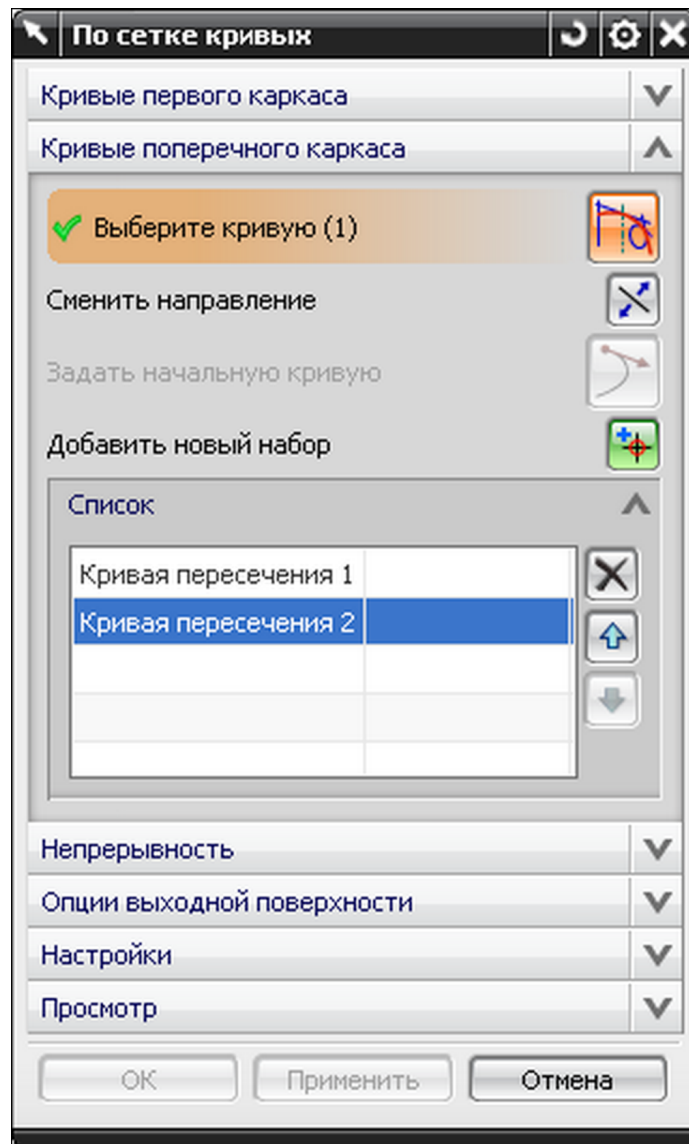 По сетке кривых
Кривые первого каркаса
Кривые поперечного каркаса
Выберите кривую (1)
Сменить направление
Задать начальную кривую
Добавить новый набор
Список
Кривая пересечения 1
Кривая пересечения 2
Непрерывность
Опции выходной поверхности
Настройки
Просмотр
ОК Применить Отмена